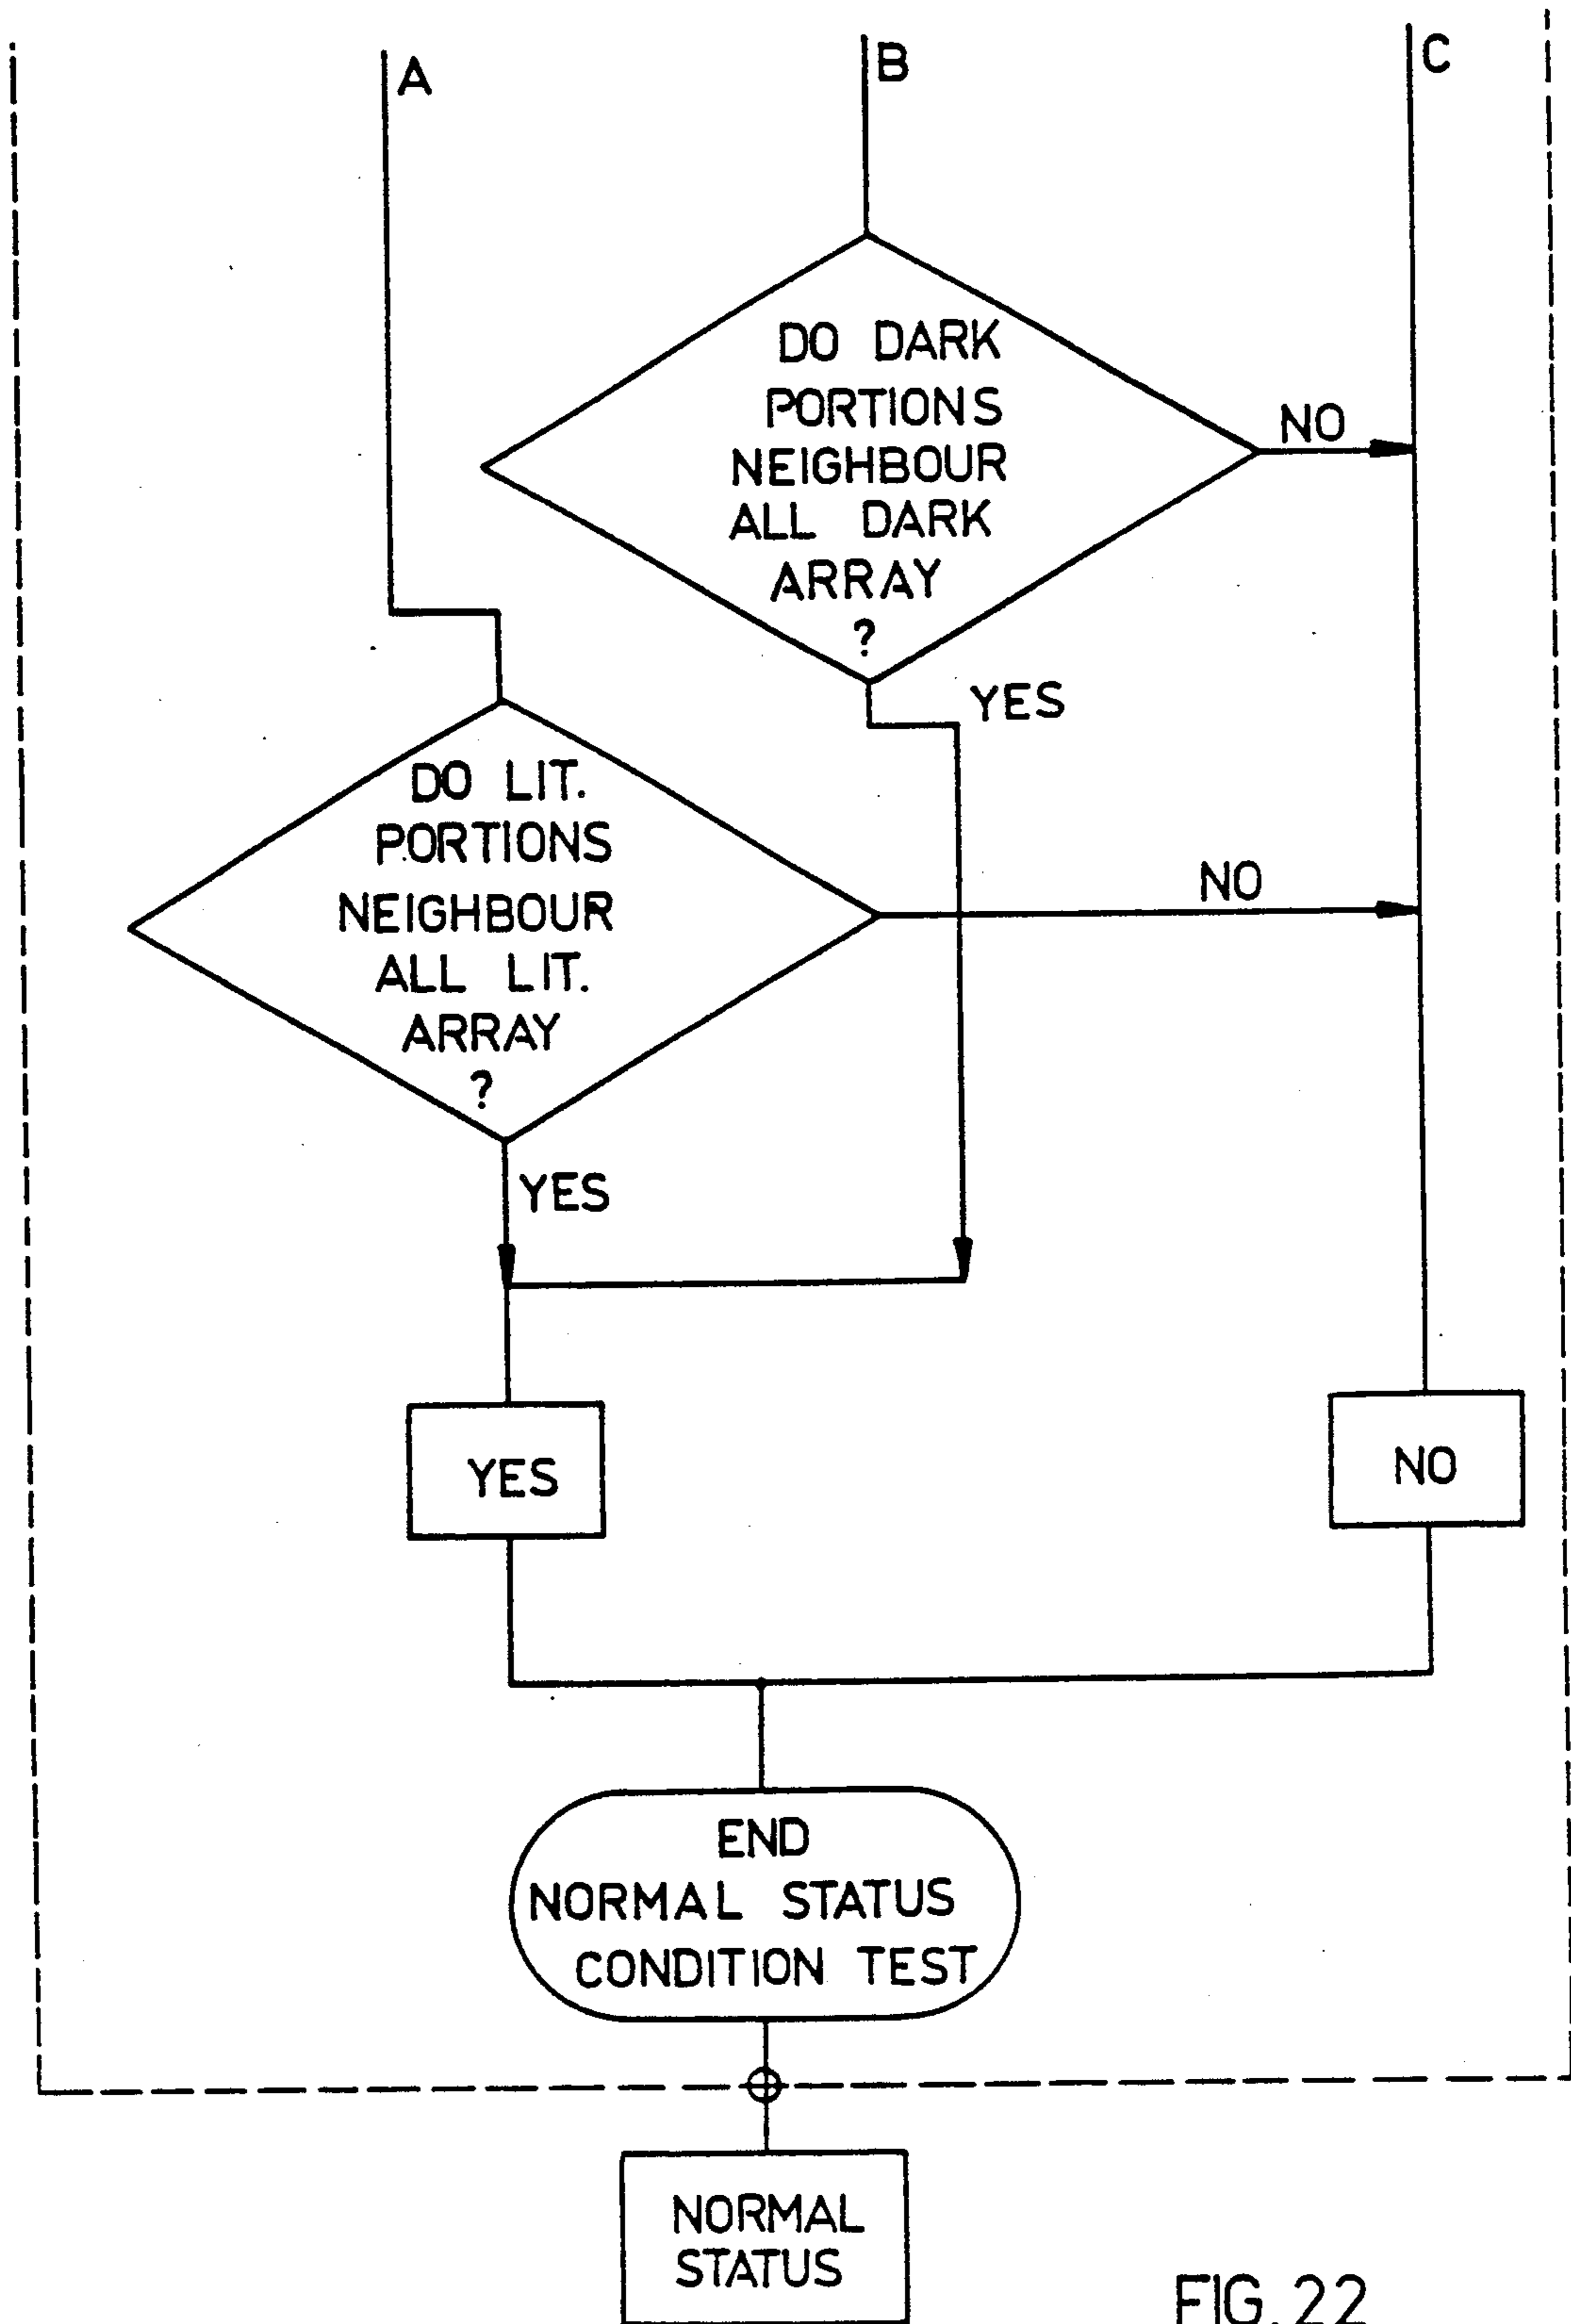 A
B
C
DO DARK
PORTIONS
NEIGHBOUR
ALL DARK
ARRAY
?
NO
YES
DO LIT.
PORTIONS
NEIGHBOUR
ALL LIT.
ARRAY
?
NO
YES
YES
NO
END
NORMAL STATUS
CONDITION TEST
NORMAL
STATUS
FIG. 22